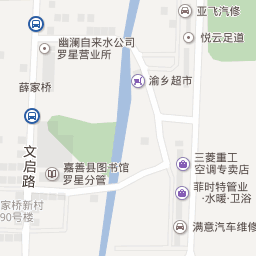 亚飞汽修
悦云足道
幽澜自来水公司
罗星营业所
渝乡超市
薛家桥
文启路
三菱重工
空调专卖店
嘉善县图书馆
罗星分管
菲时特管业
·水暖·卫浴
家桥新村
90号楼
满意汽车维修